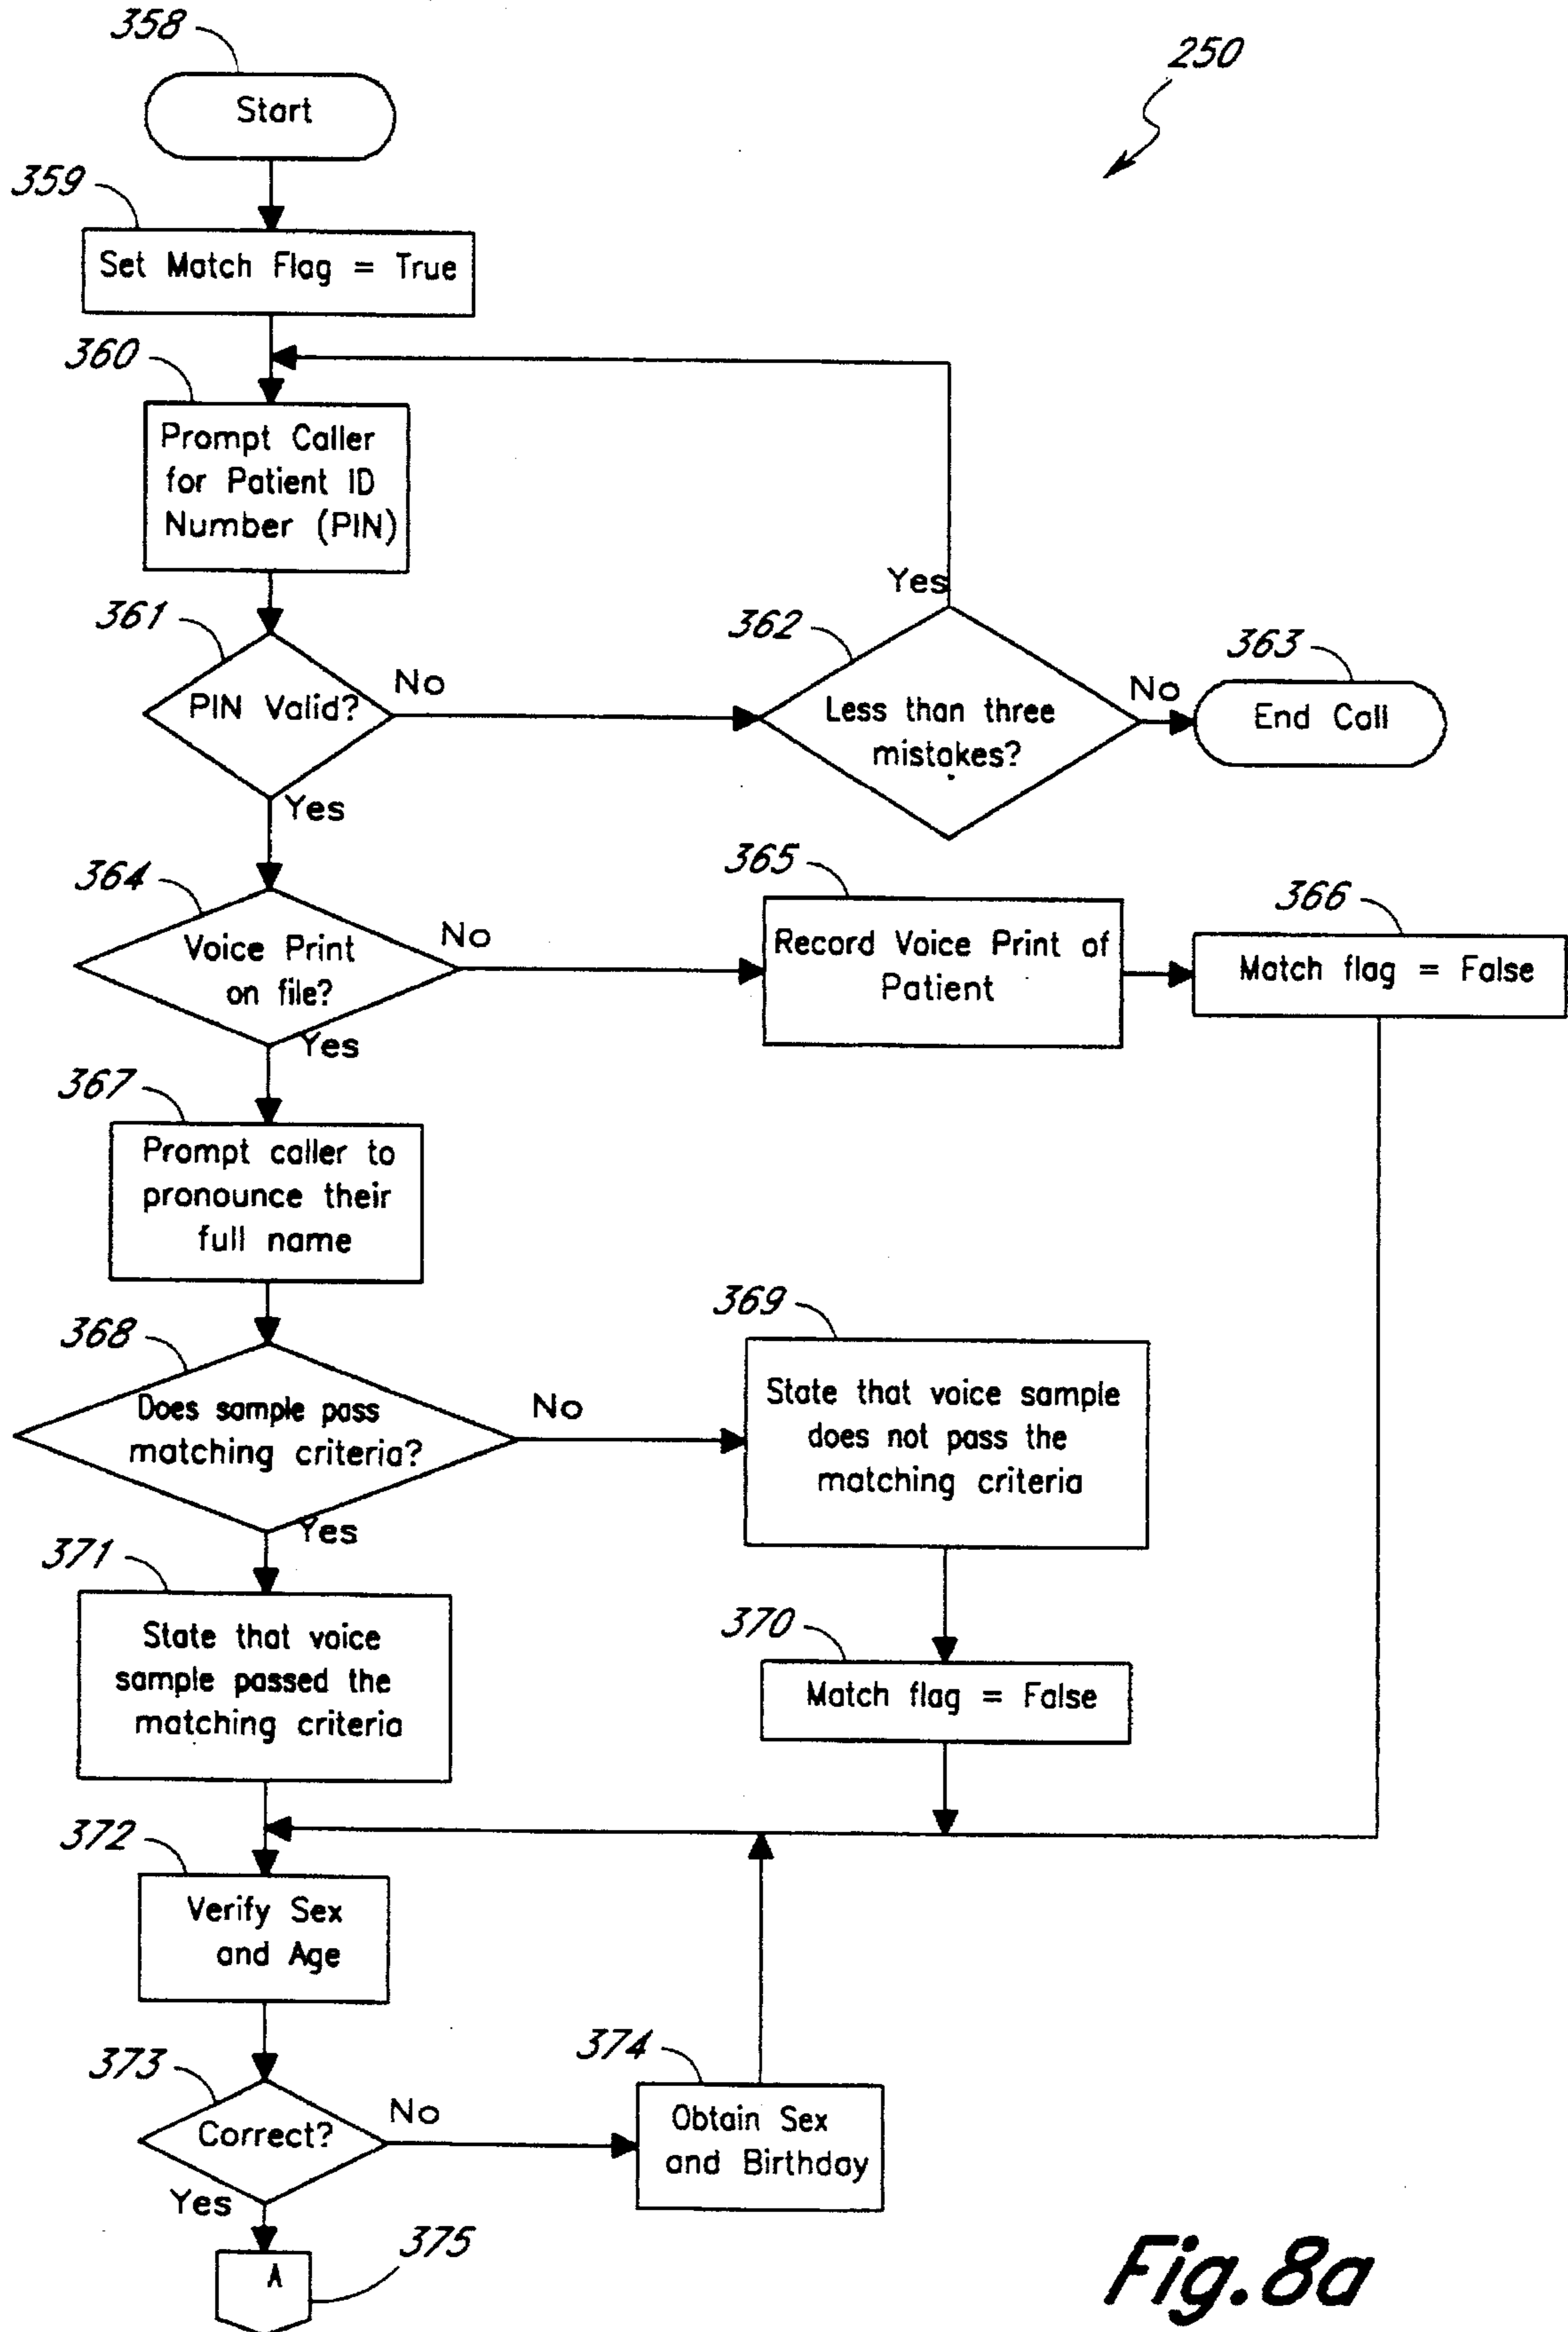 358
250
Start
359
Set Match Flag = True
360
Prompt Caller
for Patient ID
Number (PIN)
Yes
361
362
363
No
No
PIN Valid?
Less than three
mistakes?
End Call
Yes
364
365
366
No
Voice Print
on file?
Record Voice Print of
Patient
Match flag = False
Yes
367
Prompt caller to
pronounce their
full name
368
369
No
Does sample pass
matching criteria?
State that voice sample
does not pass the
matching criteria
Yes
371
370
State that voice
sample passed the
matching criteria
Match flag = False
372
Verify Sex
and Age
373
374
No
Correct?
Obtain Sex
and Birthday
Yes
375
A
Fig.8a